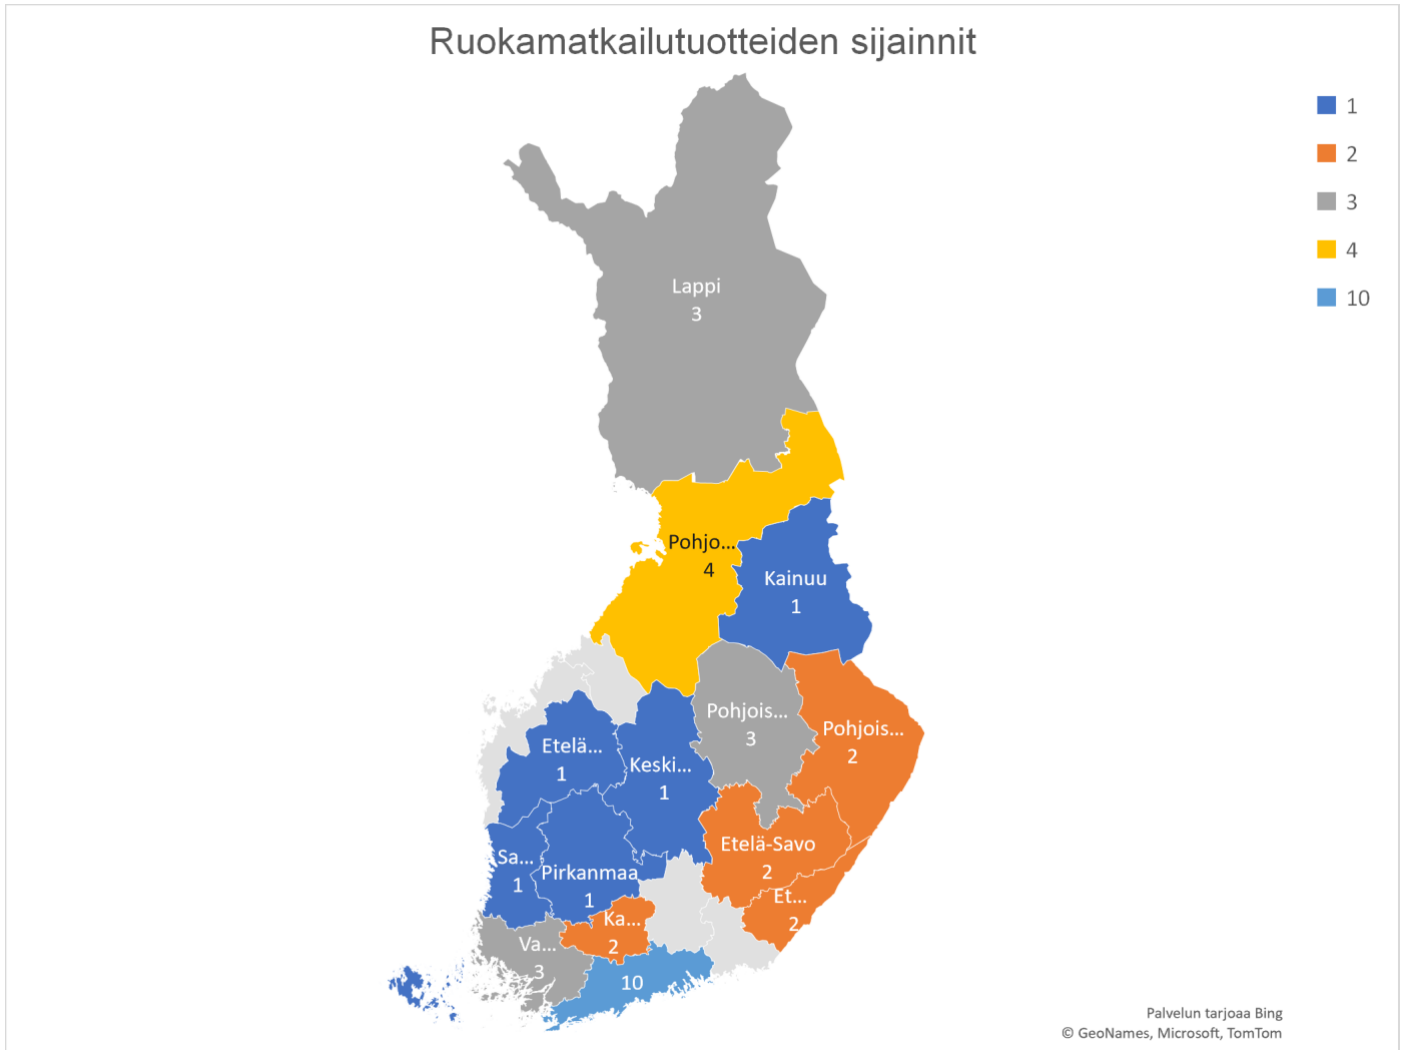 Ruokamatkailutuotteiden sijainnit
1
2
3
4
10
Lappi
3
Pohjo...
4
Kainuu
1
Pohjois...
3
Pohjois...
2
Etelä...
1
Keski...
1
Etelä-Savo
2
Sa...
1
Pirkanmaa
1
Et...
2
Ka...
2
Va...
3
10
Palvelun tarjoaa Bing
© GeoNames, Microsoft, TomTom